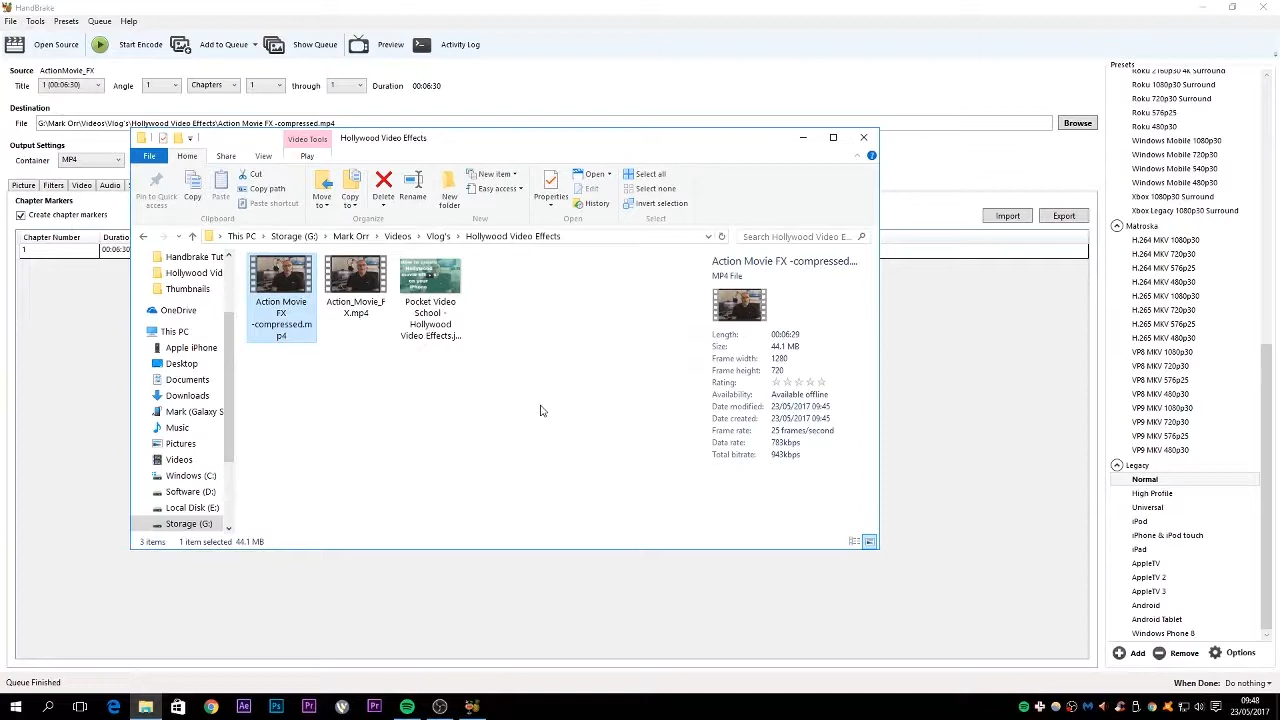 HandBrake
File Tools Presets Queue Help
Open Source Start Encode Add to Queue Show Queue Preview Activity Log
Source ActionMovie_FX
Title 1 (00:06:30) Angle 1 Chapters 1 through 1 Duration 00:06:30
Destination
File G:\Mark Orr\Videos\Vlog's\Hollywood Video Effects\Action Movie FX -compressed.mp4 Browse
Output Settings
Container MP4
Picture Filters Video Audio
Chapter Markers
Create chapter markers
Import Export
Chapter Number
1 00:06:30
Video Tools Hollywood Video Effects
File Home Share View Play
Pin to Quick access
Copy
Paste
Cut
Copy path
Paste shortcut
Clipboard
Move to
Copy to
Delete
Rename
Organize
New folder
New item
Easy access
New
Properties
Open
Edit
History
Open
Select all
Select none
Invert selection
Select
This PC > Storage (G:) > Mark Orr > Videos > Vlog's > Hollywood Video Effects
Search Hollywood Video E...
Handbrake Tut
Hollywood Vid
Thumbnails
OneDrive
This PC
Apple iPhone
Desktop
Documents
Downloads
Mark (Galaxy S
Music
Pictures
Videos
Windows (C:)
Software (D:)
Local Disk (E:)
Storage (G:)
Action Movie
FX
-compressed.m
p4
Action_Movie_F
X.mp4
Pocket Video
School -
Hollywood
Video Effects.j...
Action Movie FX -compressed....
MP4 File
Length: 00:06:29
Size: 44.1 MB
Frame width: 1280
Frame height: 720
Rating:
Availability: Available offline
Date modified: 23/05/2017 09:45
Date created: 23/05/2017 09:45
Frame rate: 25 frames/second
Data rate: 783kbps
Total bitrate: 943kbps
3 items 1 item selected 44.1 MB
Presets
Roku 2160p30 4k Surround
Roku 1080p30 Surround
Roku 720p30 Surround
Roku 576p25
Roku 480p30
Windows Mobile 1080p30
Windows Mobile 720p30
Windows Mobile 540p30
Windows Mobile 480p30
Xbox 1080p30 Surround
Xbox Legacy 1080p30 Surround
Matroska
H.264 MKV 1080p30
H.264 MKV 720p30
H.264 MKV 576p25
H.264 MKV 480p30
H.265 MKV 1080p30
H.265 MKV 720p30
H.265 MKV 576p25
H.265 MKV 480p30
VP8 MKV 1080p30
VP8 MKV 720p30
VP8 MKV 576p25
VP8 MKV 480p30
VP9 MKV 1080p30
VP9 MKV 720p30
VP9 MKV 576p25
VP9 MKV 480p30
Legacy
Normal
High Profile
Universal
iPod
iPhone & iPod touch
iPad
AppleTV
AppleTV 2
AppleTV 3
Android
Android Tablet
Windows Phone 8
Add Remove Options
Queue Finished
When Done: Do nothing
09:48
23/05/2017